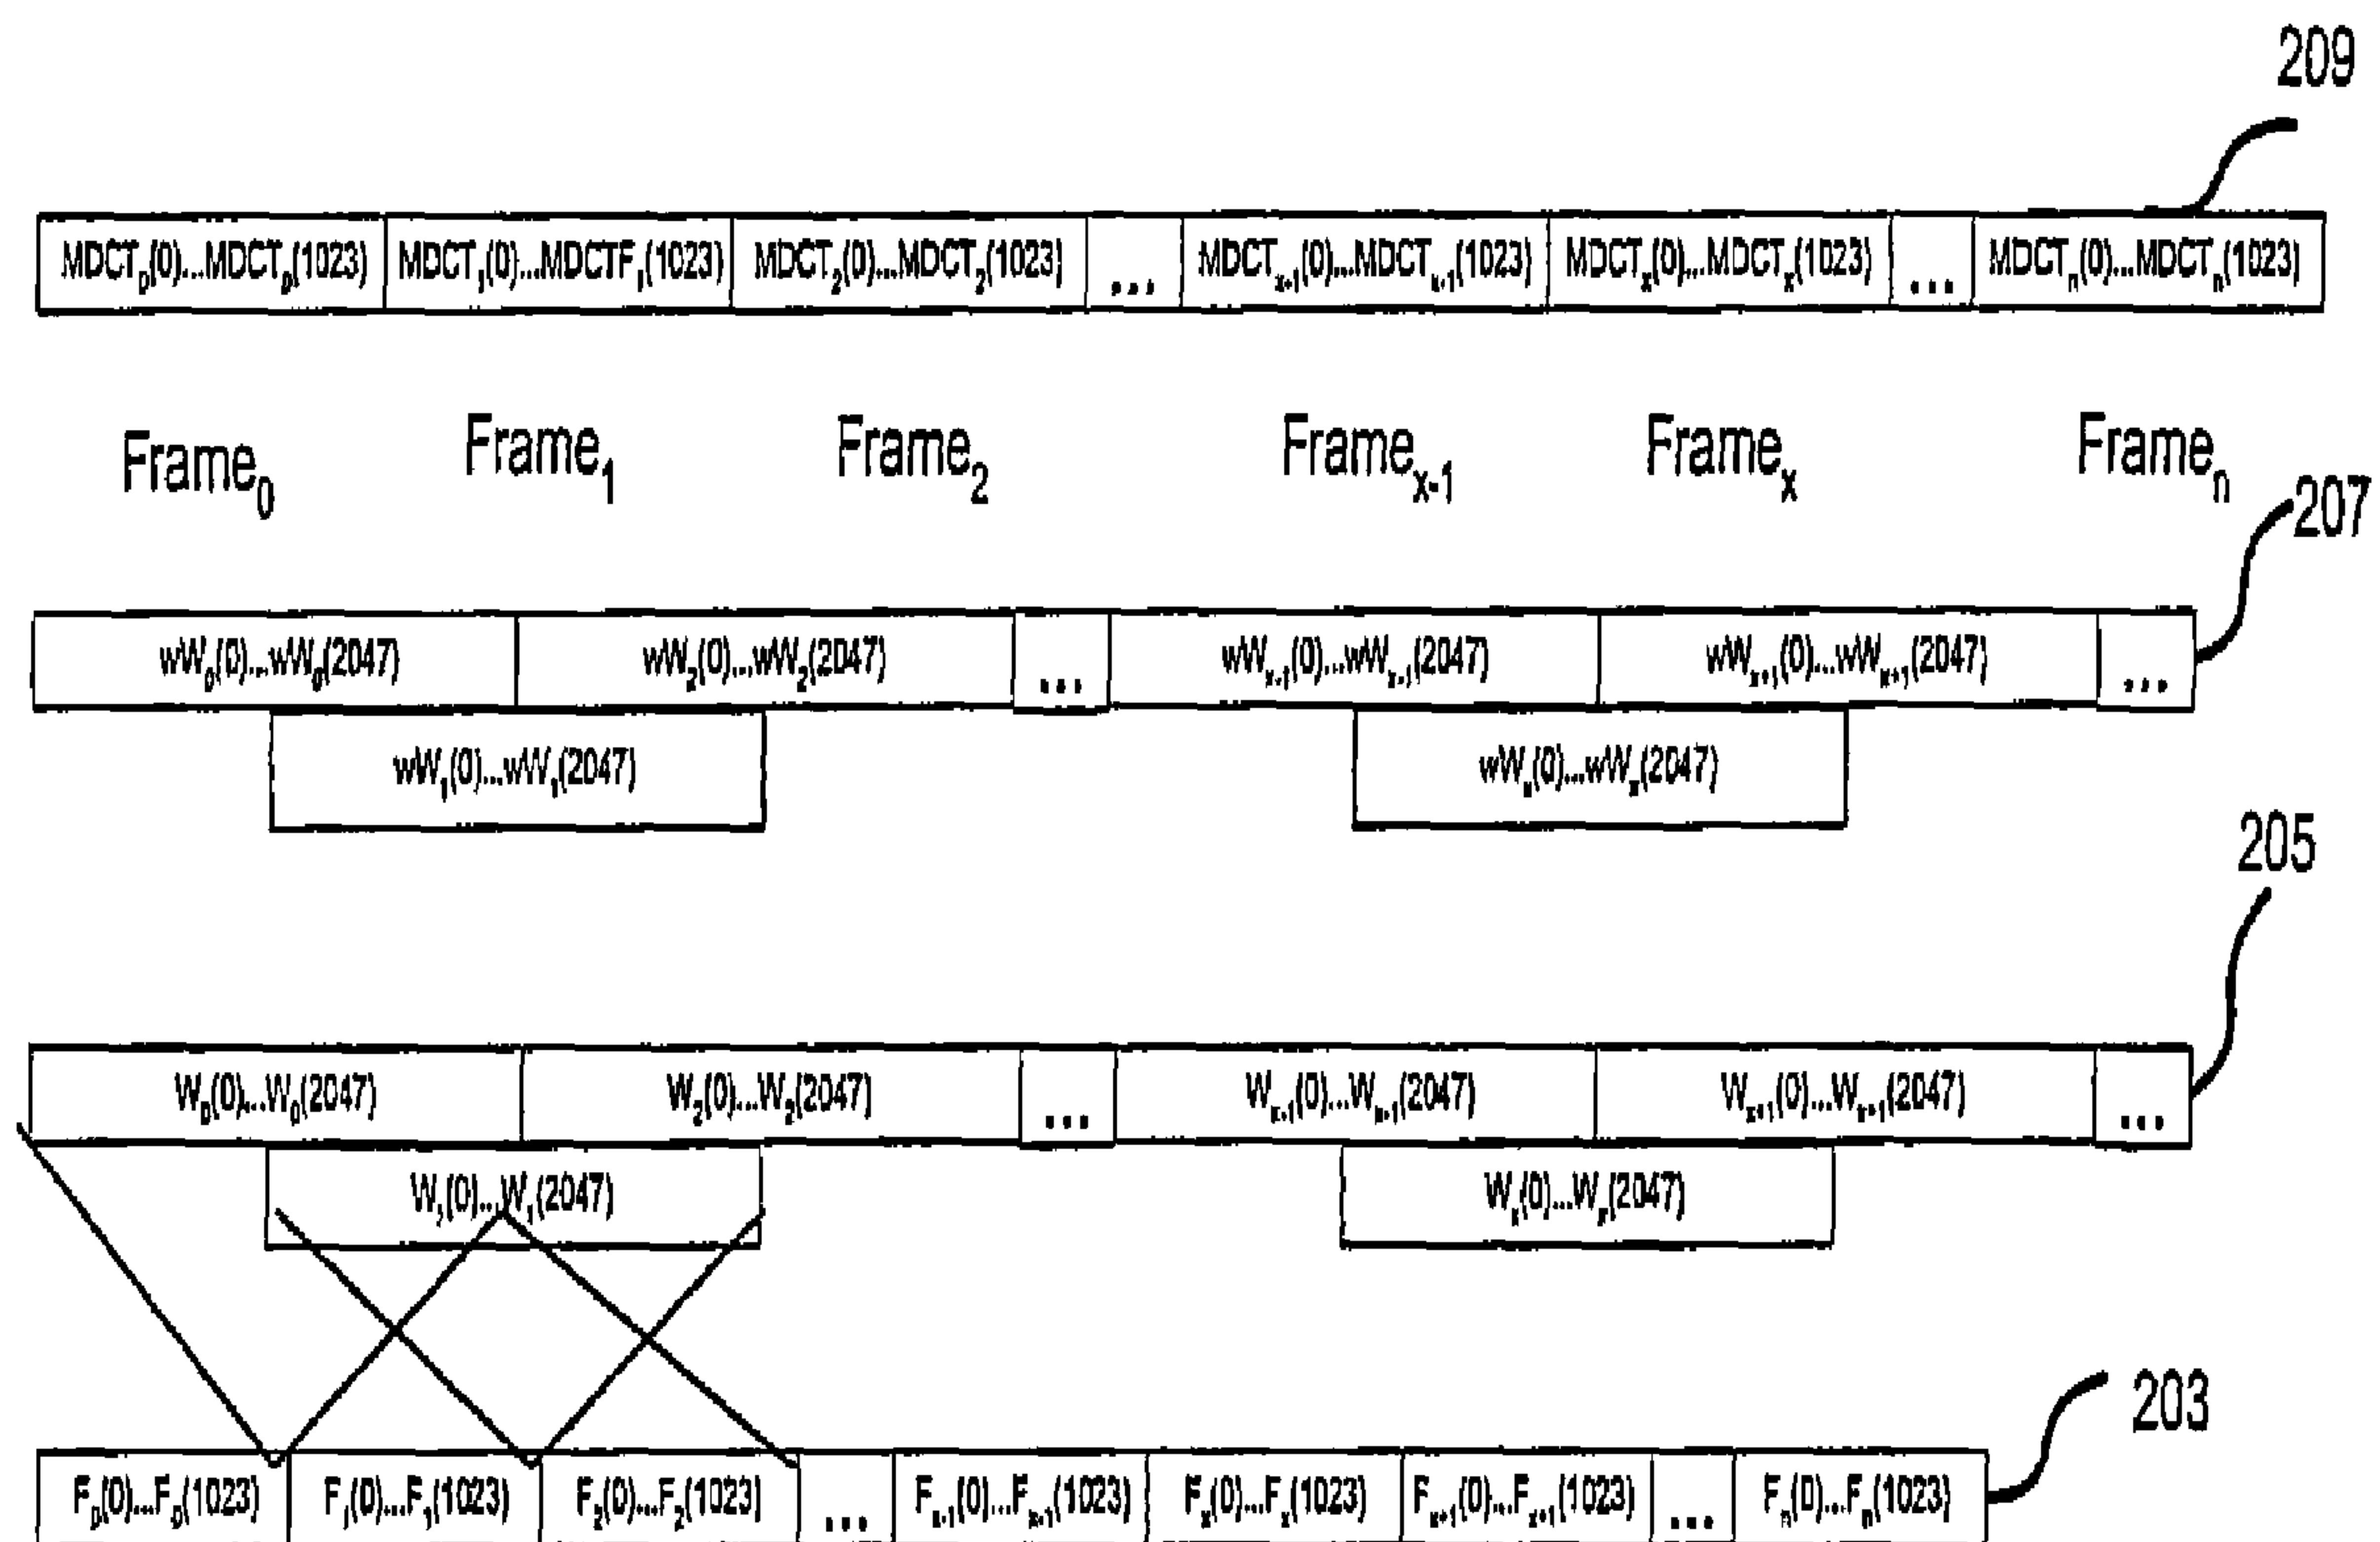 209
MDCT₀(0)...MDCT₀(1023) MDCT₁(0)...MDCTF₁(1023) MDCT₂(0)...MDCT₂(1023) ... MDCTₓ₋₁(0)...MDCTₓ₋₁(1023) MDCTₓ(0)...MDCTₓ(1023) ... MDCTₙ(0)...MDCTₙ(1023)
Frame₀ Frame₁ Frame₂ Frameₓ₋₁ Frameₓ Frameₙ
207
wW₀(0)...wW₀(2047) wW₂(0)...wW₂(2047) ... wWₓ₋₁(0)...wWₓ₋₁(2047) wWₓ₊₁(0)...wWₓ₊₁(2047) ...
wW₁(0)...wW₁(2047) wWₓ(0)...wWₓ(2047)
205
W₀(0)...W₀(2047) W₂(0)...W₂(2047) ... Wₓ₋₁(0)...Wₓ₋₁(2047) Wₓ₊₁(0)...Wₓ₊₁(2047) ...
W₁(0)...W₁(2047) Wₓ(0)...Wₓ(2047)
203
F₀(0)...F₀(1023) F₁(0)...F₁(1023) F₂(0)...F₂(1023) ... Fₓ₋₁(0)...Fₓ₋₁(1023) Fₓ(0)...Fₓ(1023) Fₓ₊₁(0)...Fₓ₊₁(1023) ... Fₙ(0)...Fₙ(1023)